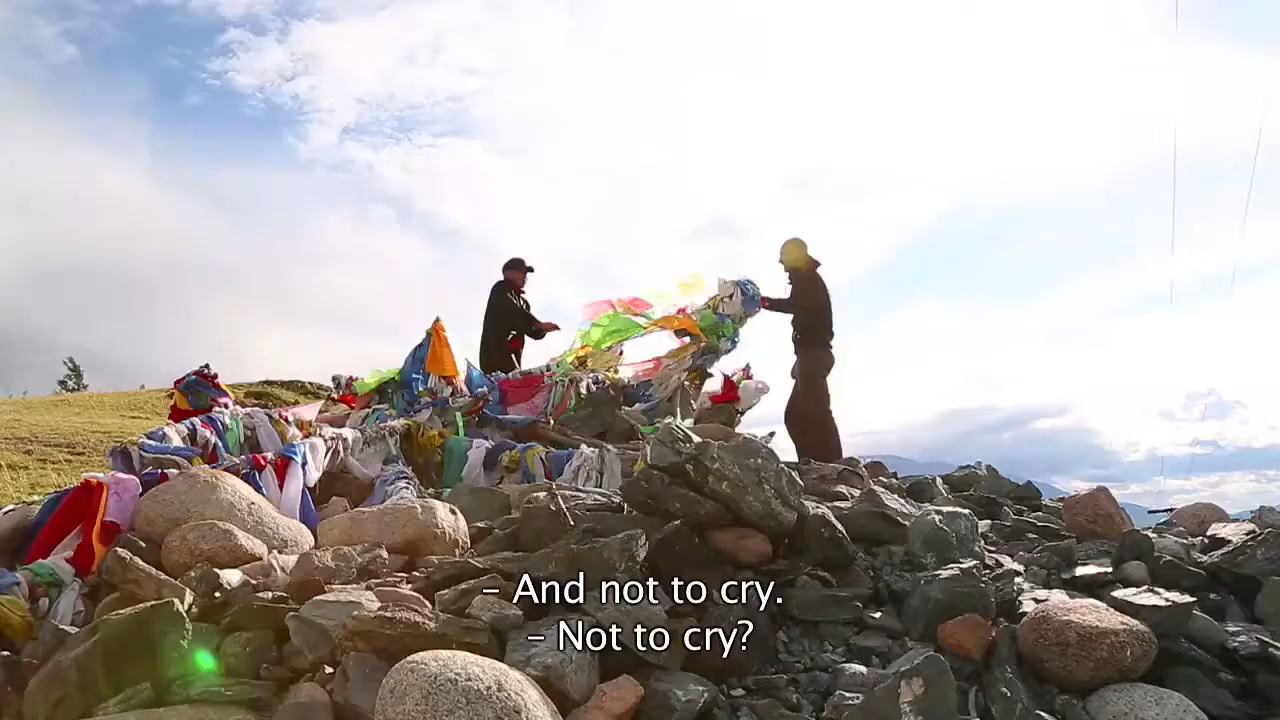 – And not to cry.
– Not to cry?